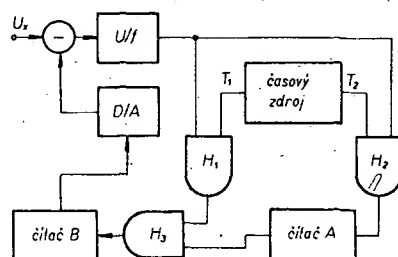 Uₓ
−
U/f
T₁
časový
zdroj
T₂
D/A
H₁
H₂
čítač B
H₃
čítač A